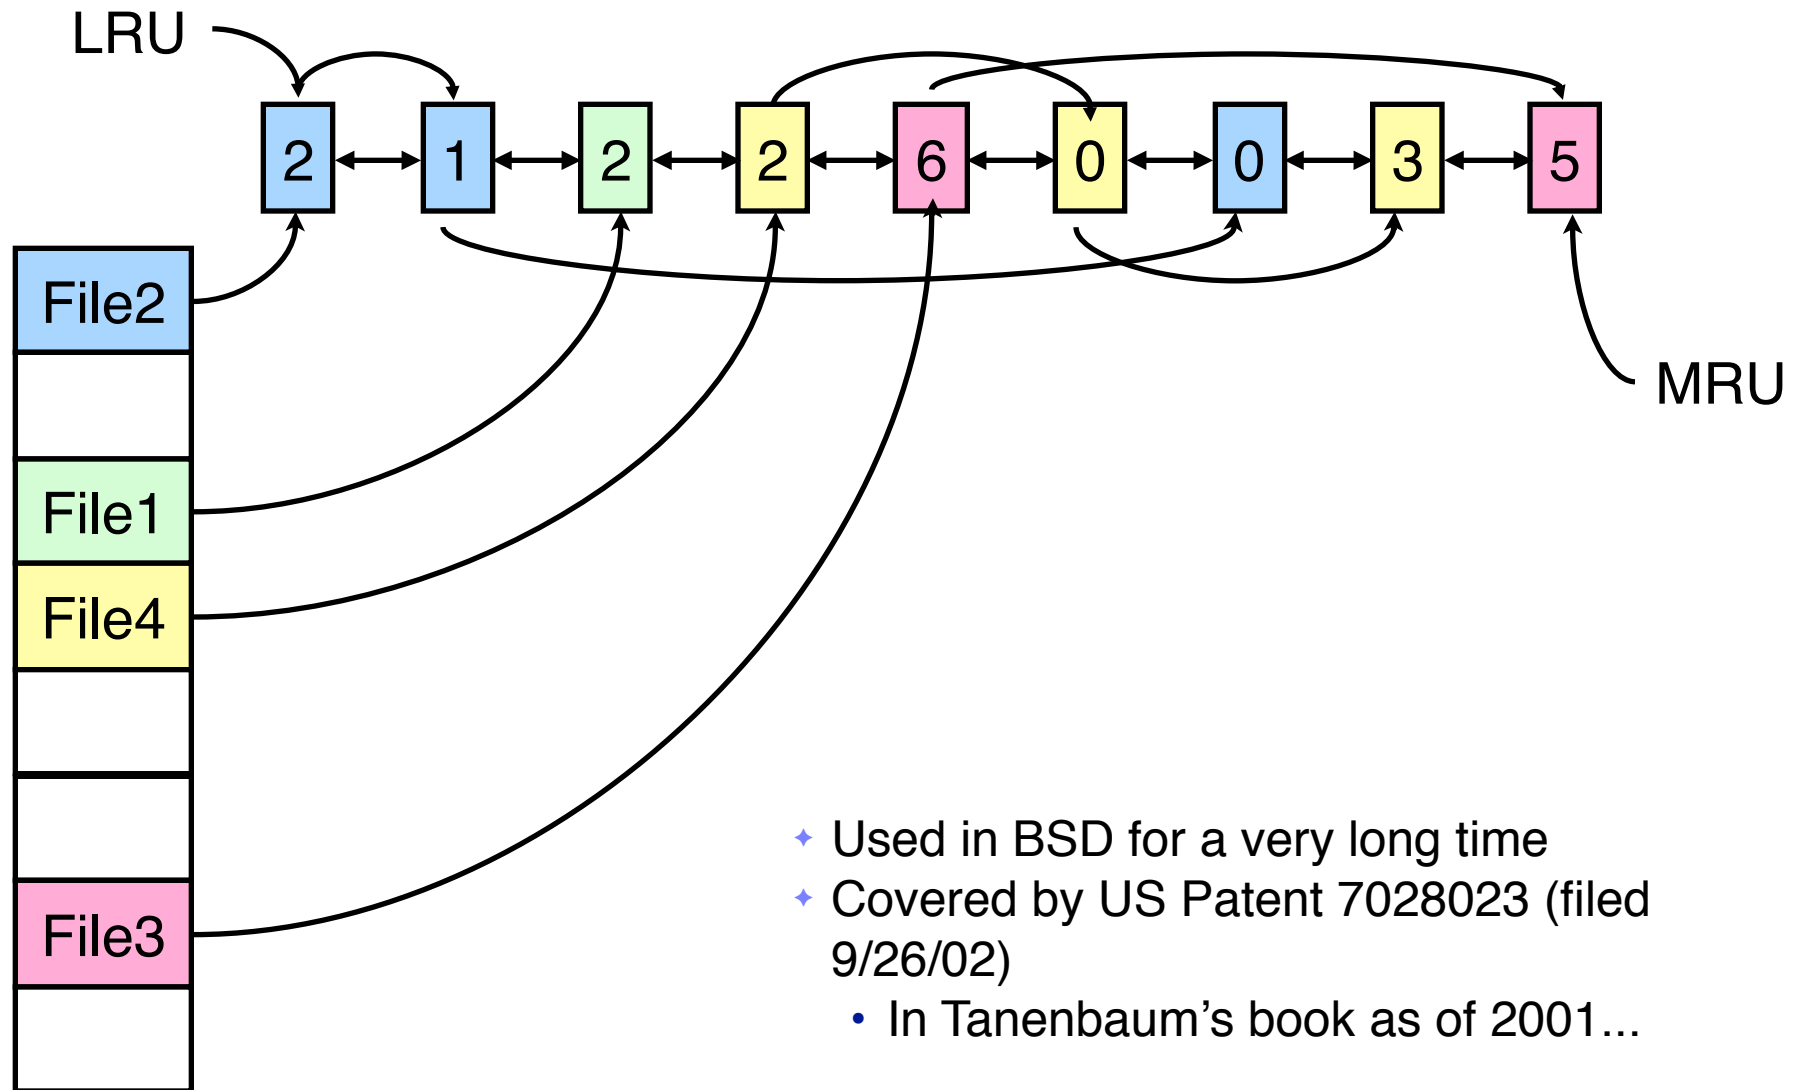 LRU
2 1 2 2 6 0 0 3 5
File2
MRU
File1
File4
File3
✦ Used in BSD for a very long time
✦ Covered by US Patent 7028023 (filed
9/26/02)
• In Tanenbaum's book as of 2001...